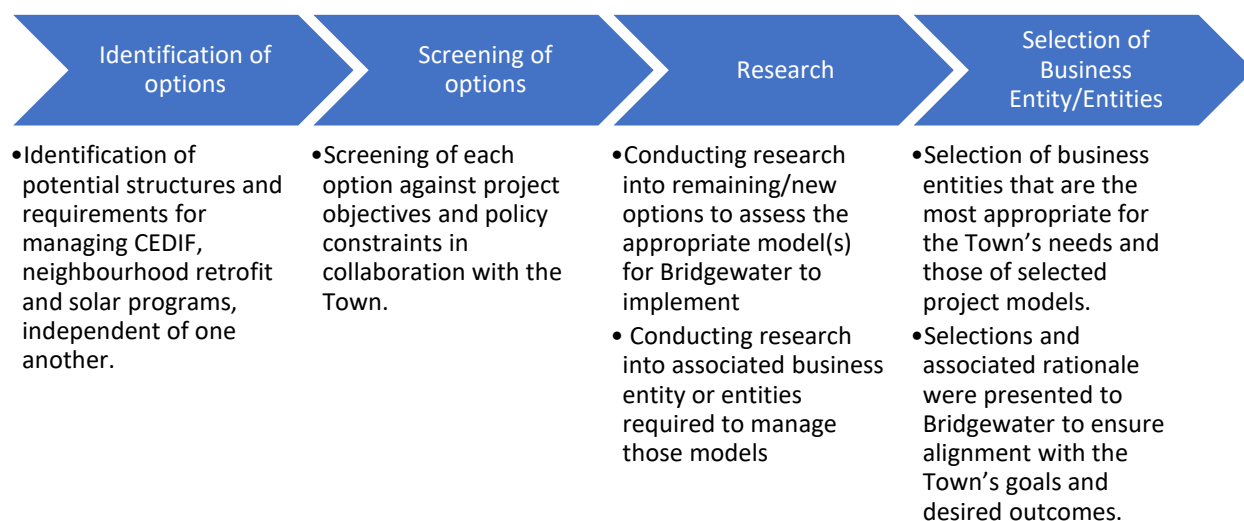 Identification of
options
Screening of
options
Research
Selection of
Business
Entity/Entities
•Identification of
potential structures and
requirements for
managing CEDIF,
neighbourhood retrofit
and solar programs,
independent of one
another.
•Screening of each
option against project
objectives and policy
constraints in
collaboration with the
Town.
•Conducting research
into remaining/new
options to assess the
appropriate model(s)
for Bridgewater to
implement
• Conducting research
into associated business
entity or entities
required to manage
those models
•Selection of business
entities that are the
most appropriate for
the Town’s needs and
those of selected
project models.
•Selections and
associated rationale
were presented to
Bridgewater to ensure
alignment with the
Town’s goals and
desired outcomes.